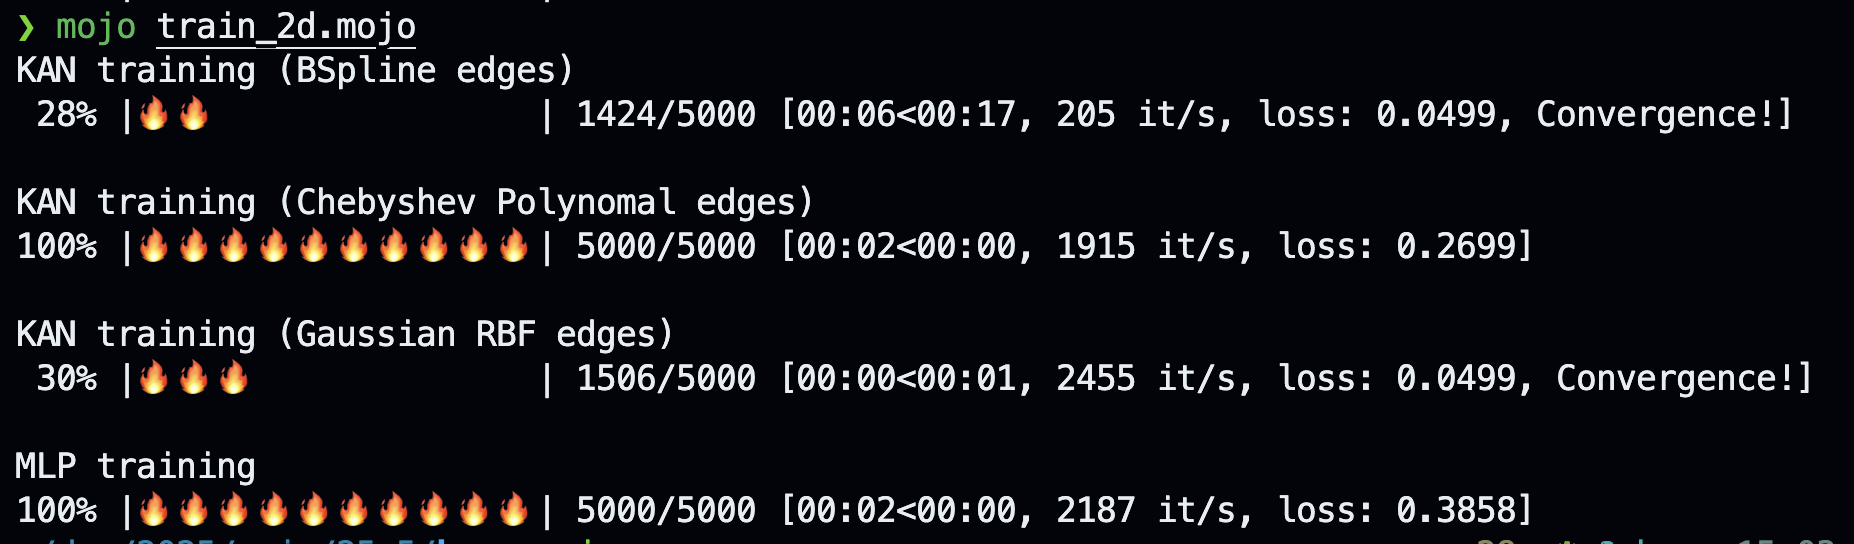 ❯ mojo train_2d.mojo
KAN training (BSpline edges)
28% |🔥🔥 | 1424/5000 [00:06<00:17, 205 it/s, loss: 0.0499, Convergence!]
KAN training (Chebyshev Polynomal edges)
100% |🔥🔥🔥🔥🔥🔥🔥🔥🔥🔥| 5000/5000 [00:02<00:00, 1915 it/s, loss: 0.2699]
KAN training (Gaussian RBF edges)
30% |🔥🔥🔥 | 1506/5000 [00:00<00:01, 2455 it/s, loss: 0.0499, Convergence!]
MLP training
100% |🔥🔥🔥🔥🔥🔥🔥🔥🔥🔥| 5000/5000 [00:02<00:00, 2187 it/s, loss: 0.3858]